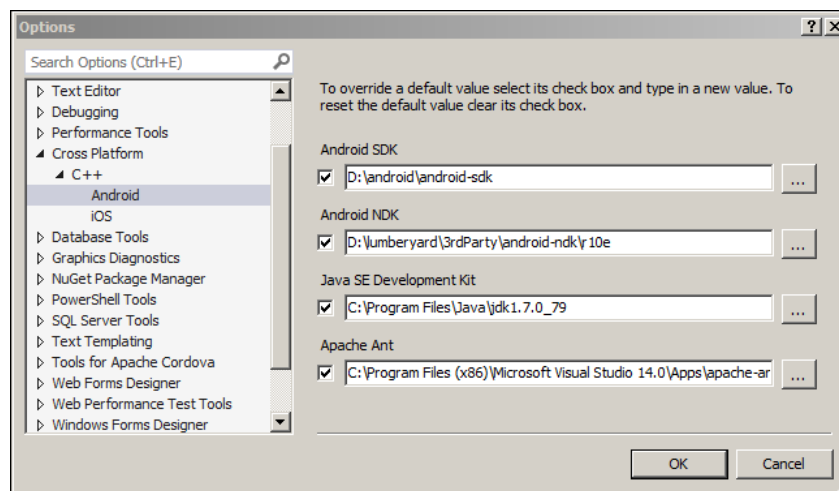 Options
Search Options (Ctrl+E)
Text Editor
Debugging
Performance Tools
Cross Platform
C++
Android
iOS
Database Tools
Graphics Diagnostics
NuGet Package Manager
PowerShell Tools
SQL Server Tools
Text Templating
Tools for Apache Cordova
Web Forms Designer
Web Performance Test Tools
Windows Forms Designer
To override a default value select its check box and type in a new value. To
reset the default value clear its check box.
Android SDK
D:\android\android-sdk
...
Android NDK
D:\lumberyard\3rdParty\android-ndk\r10e
...
Java SE Development Kit
C:\Program Files\Java\jdk1.7.0_79
...
Apache Ant
C:\Program Files (x86)\Microsoft Visual Studio 14.0\Apps\apache-ar
...
OK
Cancel